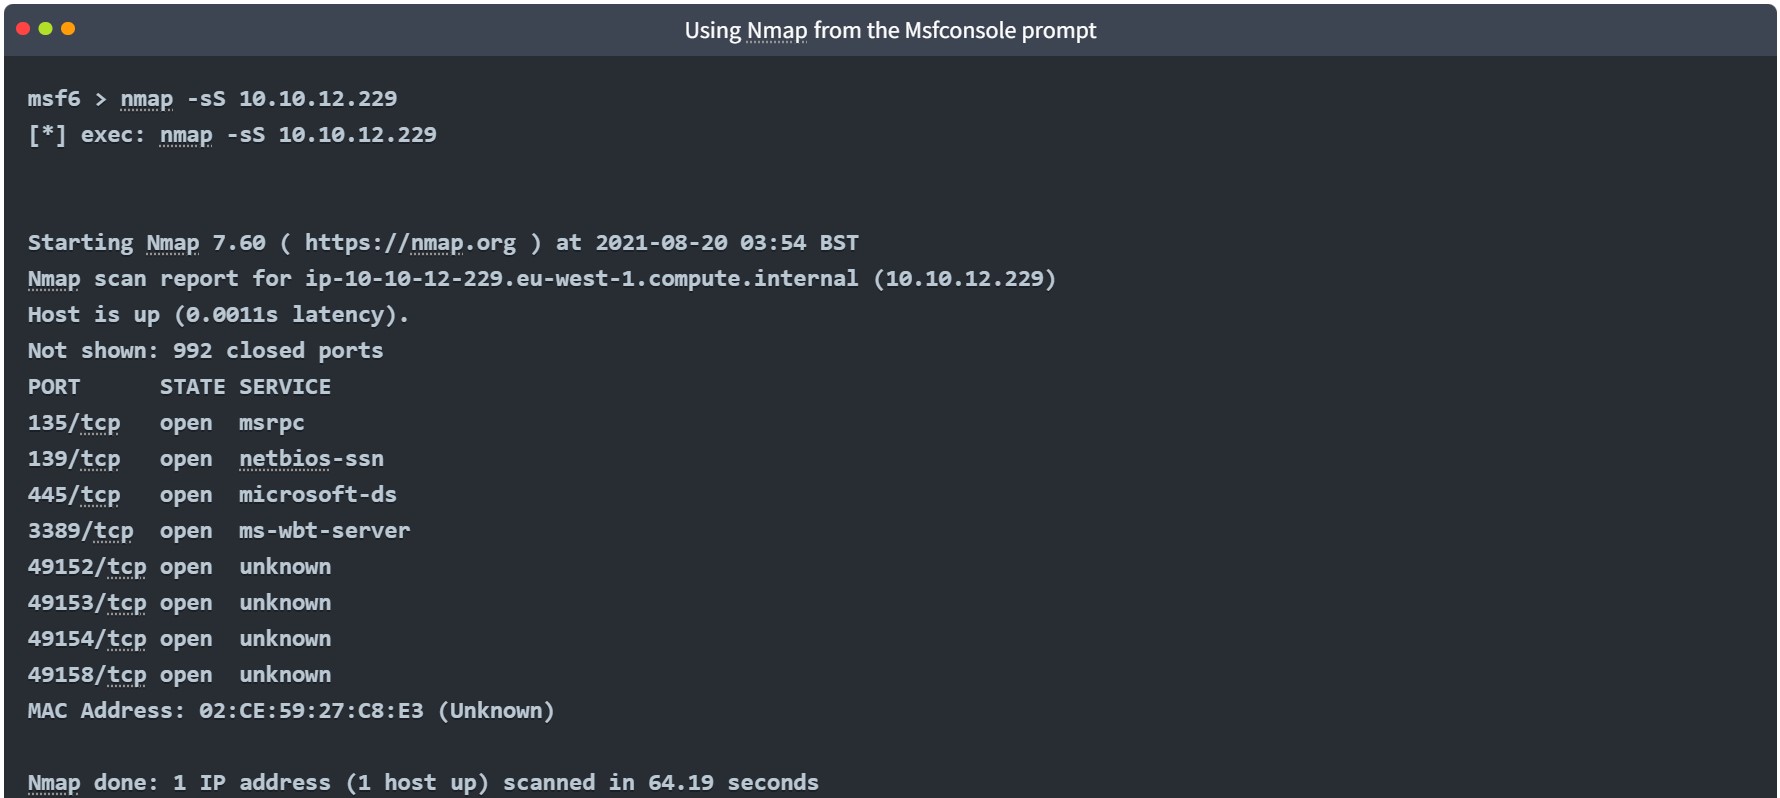 Using Nmap from the Msfconsole prompt
msf6 > nmap -sS 10.10.12.229
[*] exec: nmap -sS 10.10.12.229
Starting Nmap 7.60 ( https://nmap.org ) at 2021-08-20 03:54 BST
Nmap scan report for ip-10-10-12-229.eu-west-1.compute.internal (10.10.12.229)
Host is up (0.0011s latency).
Not shown: 992 closed ports
PORT      STATE SERVICE
135/tcp   open  msrpc
139/tcp   open  netbios-ssn
445/tcp   open  microsoft-ds
3389/tcp  open  ms-wbt-server
49152/tcp open  unknown
49153/tcp open  unknown
49154/tcp open  unknown
49158/tcp open  unknown
MAC Address: 02:CE:59:27:C8:E3 (Unknown)
Nmap done: 1 IP address (1 host up) scanned in 64.19 seconds